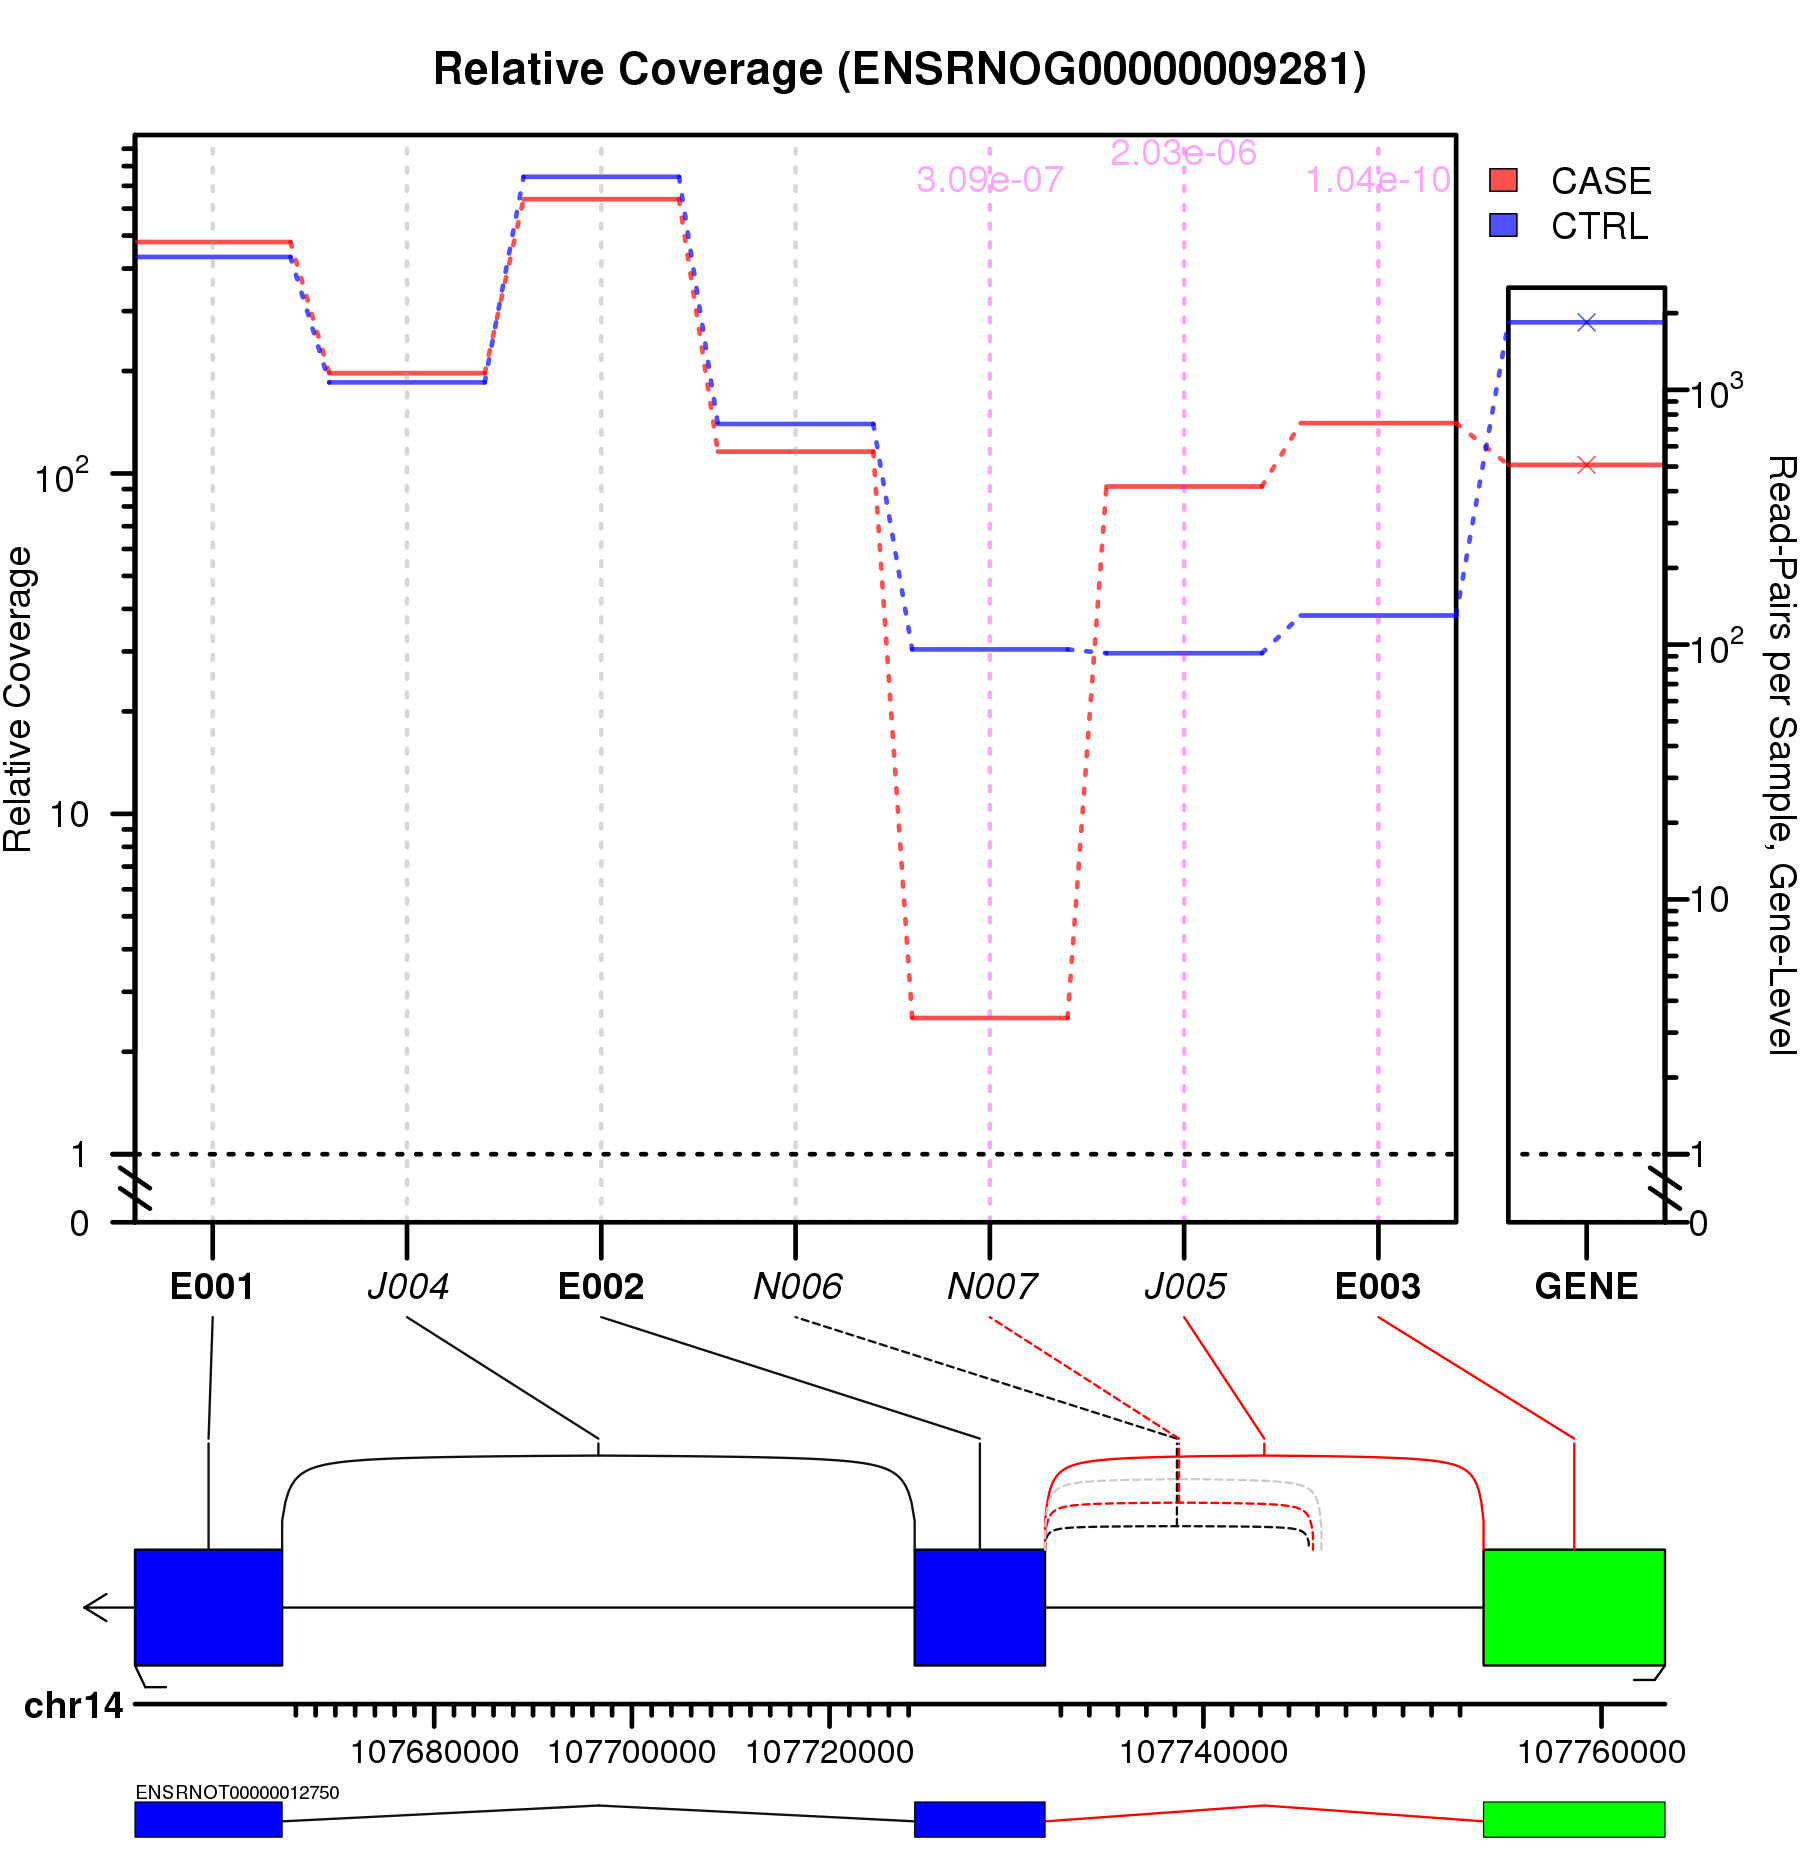 Relative Coverage (ENSRNOG00000009281)
3.09e-07
2.03e-06
1.04e-10
CASE
CTRL
Relative Coverage
10²
10
1
0
10³
10²
10
1
0
Read-Pairs per Sample, Gene-Level
E001 J004 E002 N006 N007 J005 E003 GENE
chr14
107680000 107700000 107720000 107740000 107760000
ENSRNOT00000012750